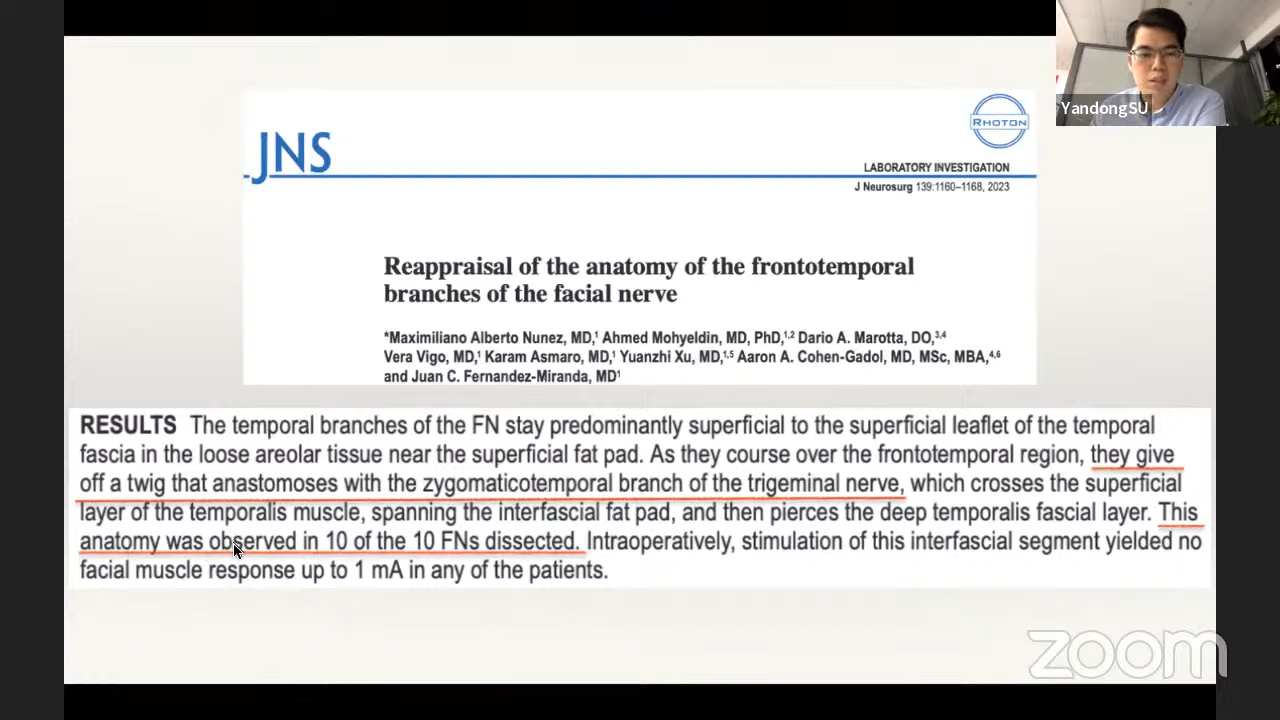 YandongSU
JNS
RHOTON
LABORATORY INVESTIGATION
J Neurosurg 139:1160–1168, 2023
Reappraisal of the anatomy of the frontotemporal
branches of the facial nerve
*Maximiliano Alberto Nunez, MD,¹ Ahmed Mohyeldin, MD, PhD,¹,² Dario A. Marotta, DO,³,⁴
Vera Vigo, MD,¹ Karam Asmaro, MD,¹ Yuanzhi Xu, MD,¹,⁵ Aaron A. Cohen-Gadol, MD, MSc, MBA,⁴,⁶
and Juan C. Fernandez-Miranda, MD¹
RESULTS The temporal branches of the FN stay predominantly superficial to the superficial leaflet of the temporal
fascia in the loose areolar tissue near the superficial fat pad. As they course over the frontotemporal region, they give
off a twig that anastomoses with the zygomaticotemporal branch of the trigeminal nerve, which crosses the superficial
layer of the temporalis muscle, spanning the interfascial fat pad, and then pierces the deep temporalis fascial layer. This
anatomy was observed in 10 of the 10 FNs dissected. Intraoperatively, stimulation of this interfascial segment yielded no
facial muscle response up to 1 mA in any of the patients.
zoom